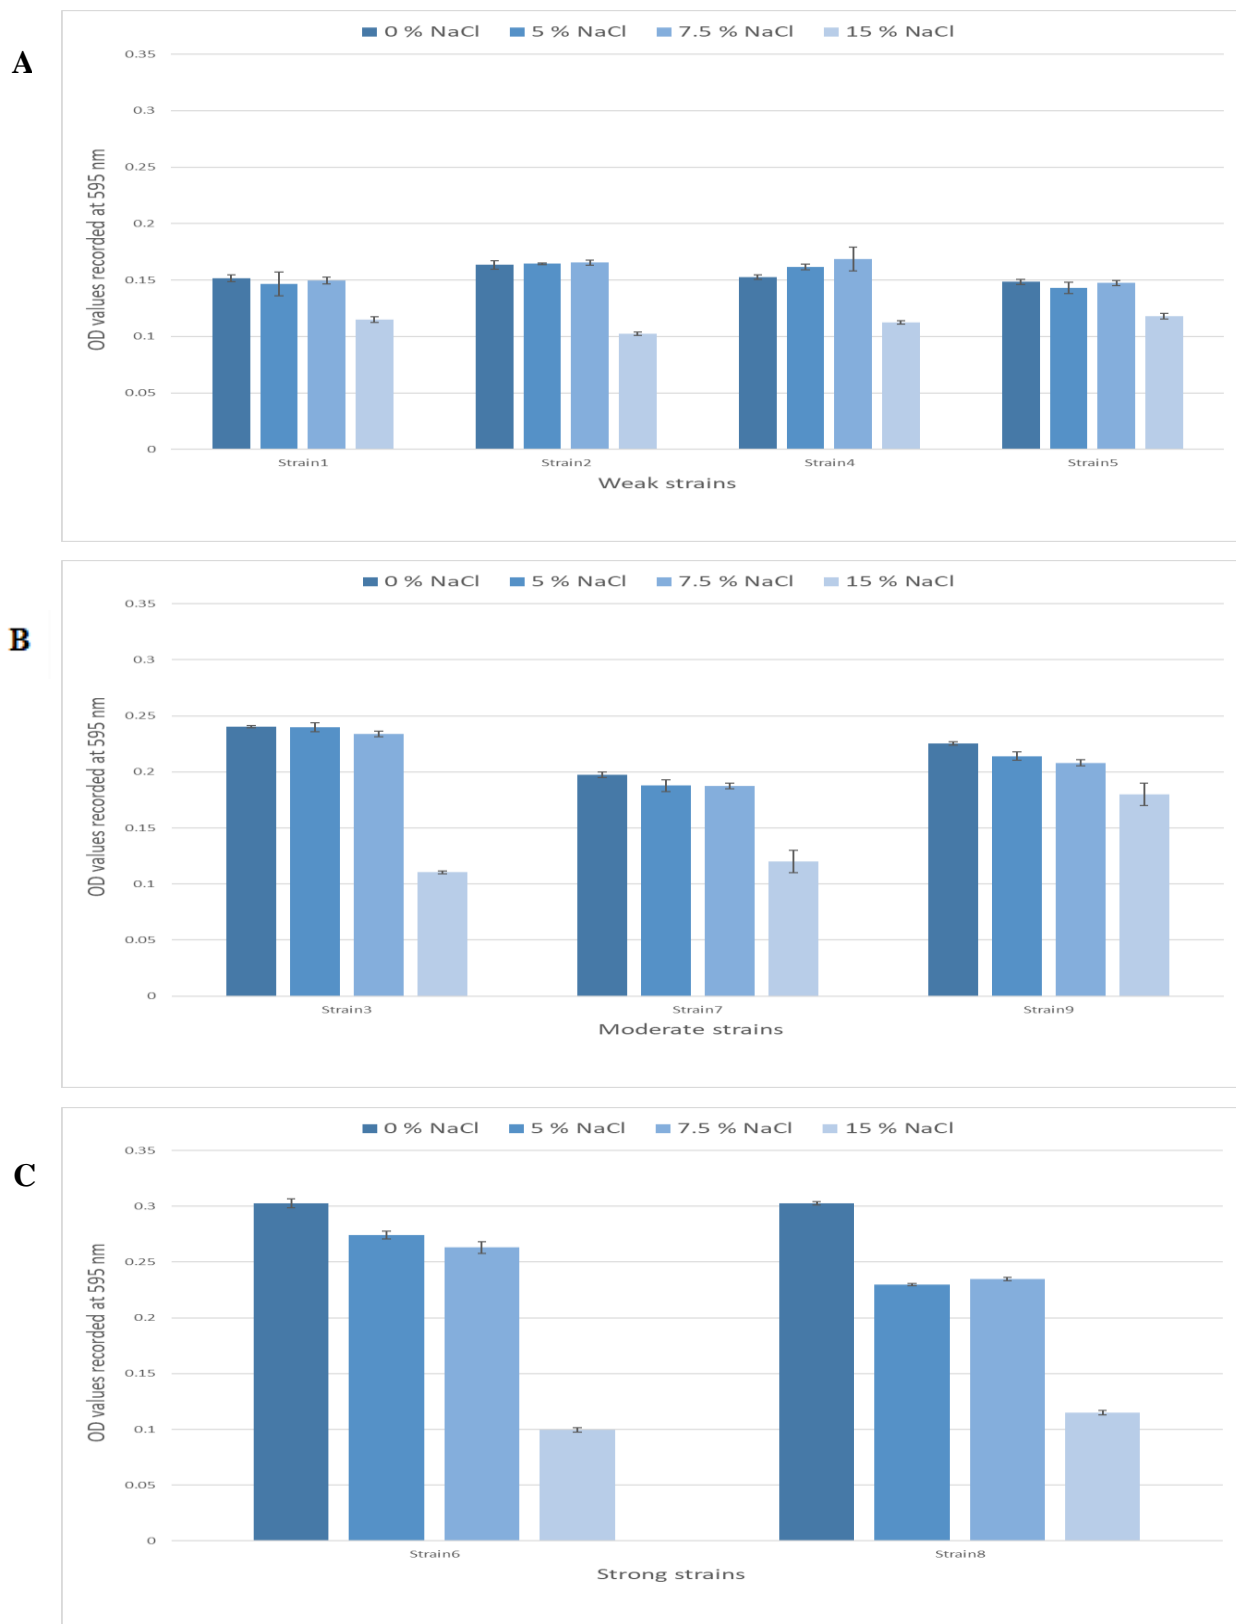 A
0 % NaCl 5 % NaCl 7.5 % NaCl 15 % NaCl
OD values recorded at 595 nm
0.35
0.3
0.25
0.2
0.15
0.1
0.05
0
Strain1 Strain2 Strain4 Strain5
Weak strains
B
0 % NaCl 5 % NaCl 7.5 % NaCl 15 % NaCl
OD values recorded at 595 nm
0.35
0.3
0.25
0.2
0.15
0.1
0.05
0
Strain3 Strain7 Strain9
Moderate strains
C
0 % NaCl 5 % NaCl 7.5 % NaCl 15 % NaCl
OD values recorded at 595 nm
0.35
0.3
0.25
0.2
0.15
0.1
0.05
0
Strain6 Strain8
Strong strains